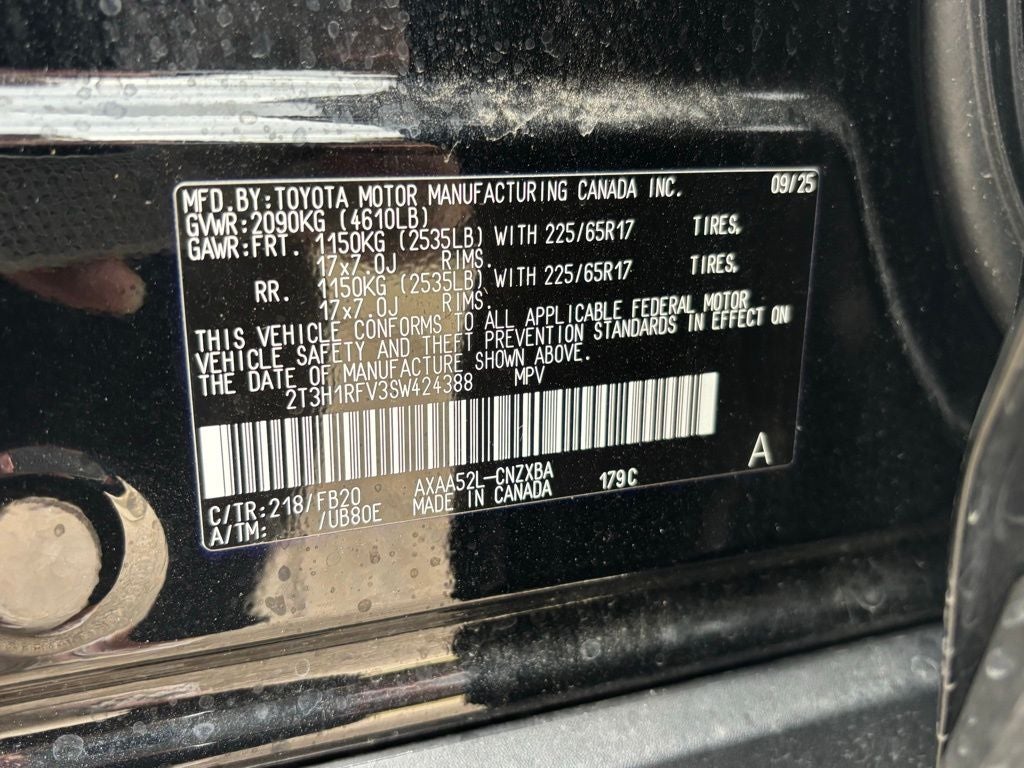 MFD.BY:TOYOTA MOTOR MANUFACTURING CANADA INC. 09/25
GVWR:2090KG (4610LB)
GAWR:FRT. 1150KG (2535LB) WITH 225/65R17 TIRES,
17x7.0J RIMS.
RR. 1150KG (2535LB) WITH 225/65R17 TIRES,
17x7.0J RIMS.
THIS VEHICLE CONFORMS TO ALL APPLICABLE FEDERAL MOTOR
VEHICLE SAFETY AND THEFT PREVENTION STANDARDS IN EFFECT ON
THE DATE OF MANUFACTURE SHOWN ABOVE.
2T3H1RFV3SW424388 MPV
A
C/TR:218/FB20 AXAA52L-CNZXBA 179C
A/TM: /UB80E MADE IN CANADA